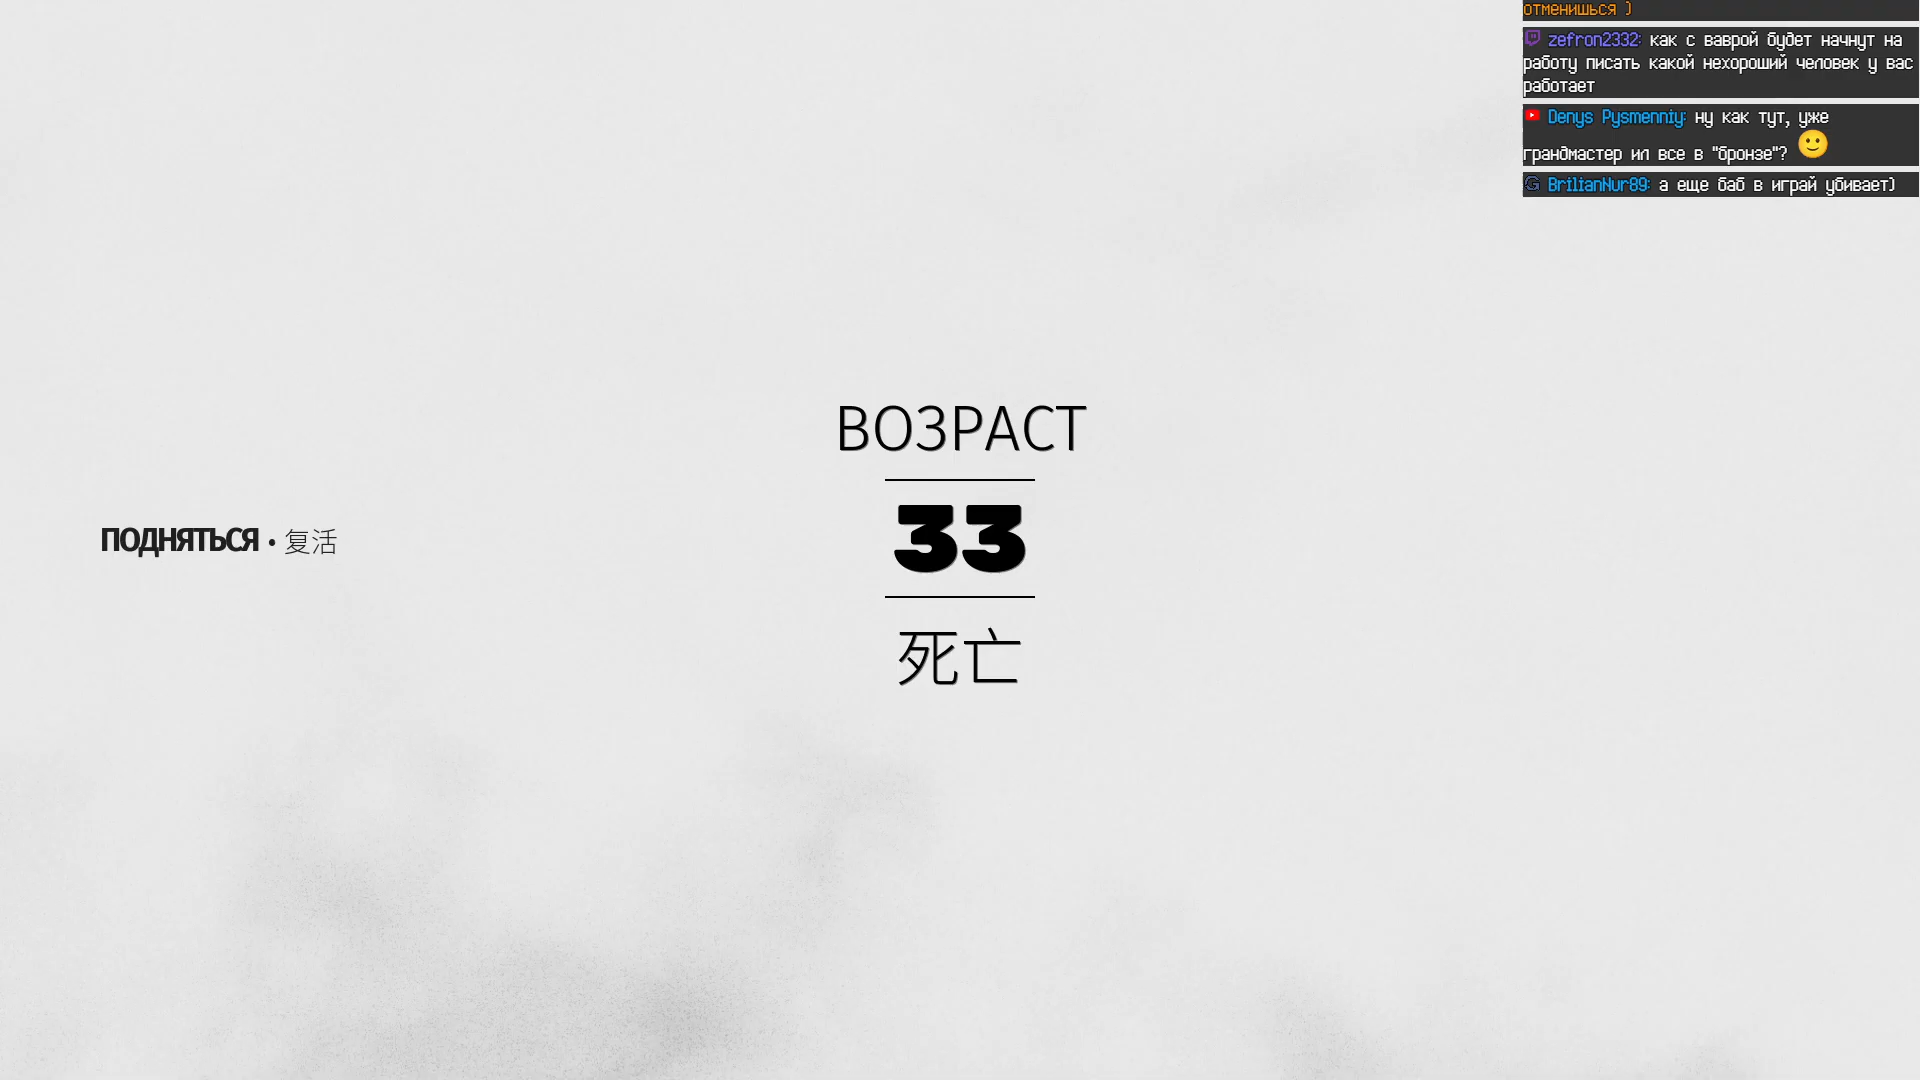 отменишься )
zefron2332: как с ваврой будет начнут на
работу писать какой нехороший человек у вас
работает
Denys Pysmenniy: ну как тут, уже
грандмастер ил все в "бронзе"? 🙂
BrilianNur89: а еще баб в играй убивает)
ВОЗРАСТ
33
死亡
ПОДНЯТЬСЯ • 复活